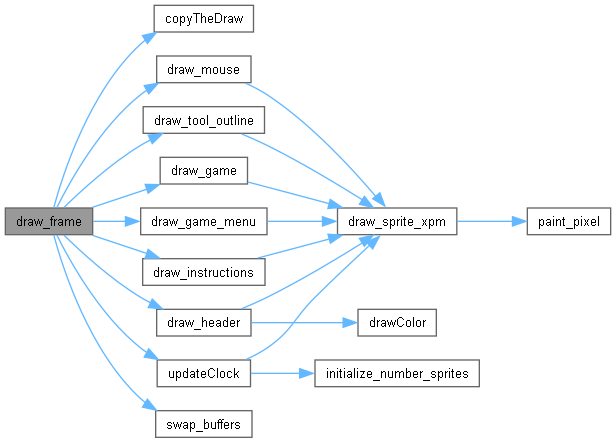 copyTheDraw
draw_mouse
draw_tool_outline
draw_game
draw_frame
draw_game_menu
draw_sprite_xpm
paint_pixel
draw_instructions
draw_header
drawColor
updateClock
initialize_number_sprites
swap_buffers